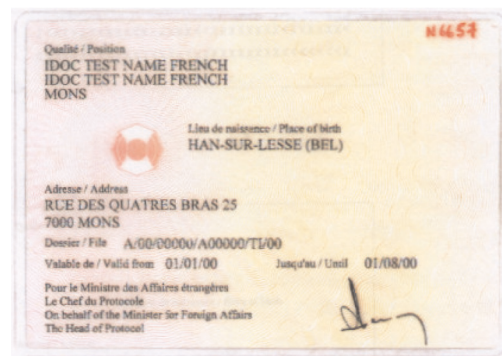 N4457
Qualité / Position
IDOC TEST NAME FRENCH
IDOC TEST NAME FRENCH
MONS
Lieu de naissance / Place of birth
HAN-SUR-LESSE (BEL)
Adresse / Address
RUE DES QUATRES BRAS 25
7000 MONS
Dossier / File A/00/00000/A00000/TI/00
Valable de / Valid from 01/01/00 Jusqu'au / Until 01/08/00
Pour le Ministre des Affaires étrangères
Le Chef du Protocole
On behalf of the Minister for Foreign Affairs
The Head of Protocol